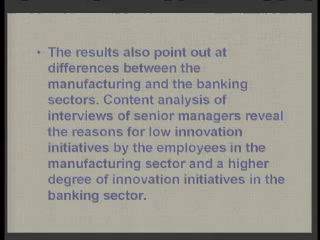 • The results also point out at
differences between the
manufacturing and the banking
sectors. Content analysis of
interviews of senior managers reveal
the reasons for low innovation
initiatives by the employees in the
manufacturing sector and a higher
degree of innovation initiatives in the
banking sector.